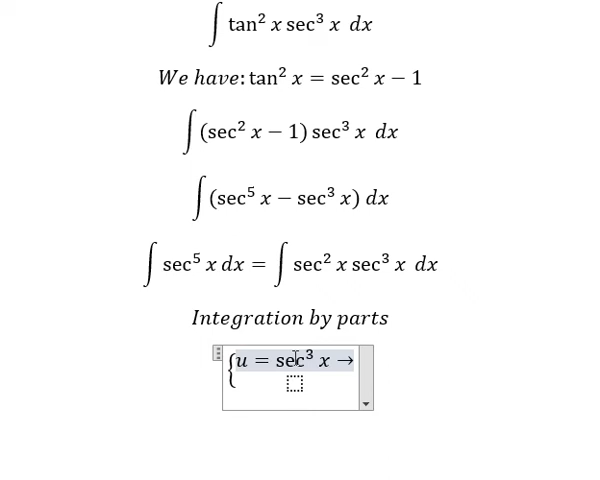 ∫ tan² x sec³ x dx
We have: tan² x = sec² x − 1
∫ (sec² x − 1) sec³ x dx
∫ (sec⁵ x − sec³ x) dx
∫ sec⁵ x dx = ∫ sec² x sec³ x dx
Integration by parts
{u = sec³ x →